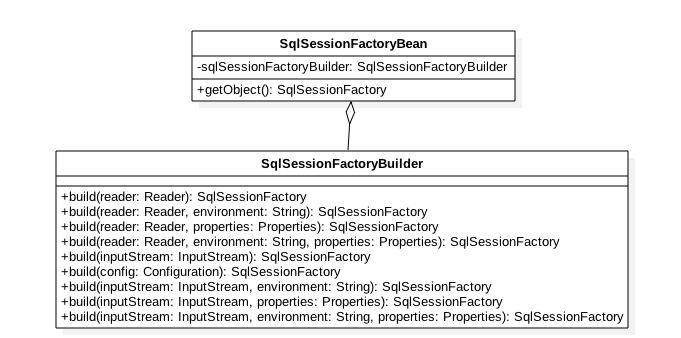 SqlSessionFactoryBean
-sqlSessionFactoryBuilder: SqlSessionFactoryBuilder
+getObject(): SqlSessionFactory
SqlSessionFactoryBuilder
+build(reader: Reader): SqlSessionFactory
+build(reader: Reader, environment: String): SqlSessionFactory
+build(reader: Reader, properties: Properties): SqlSessionFactory
+build(reader: Reader, environment: String, properties: Properties): SqlSessionFactory
+build(inputStream: InputStream): SqlSessionFactory
+build(config: Configuration): SqlSessionFactory
+build(inputStream: InputStream, environment: String): SqlSessionFactory
+build(inputStream: InputStream, properties: Properties): SqlSessionFactory
+build(inputStream: InputStream, environment: String, properties: Properties): SqlSessionFactory